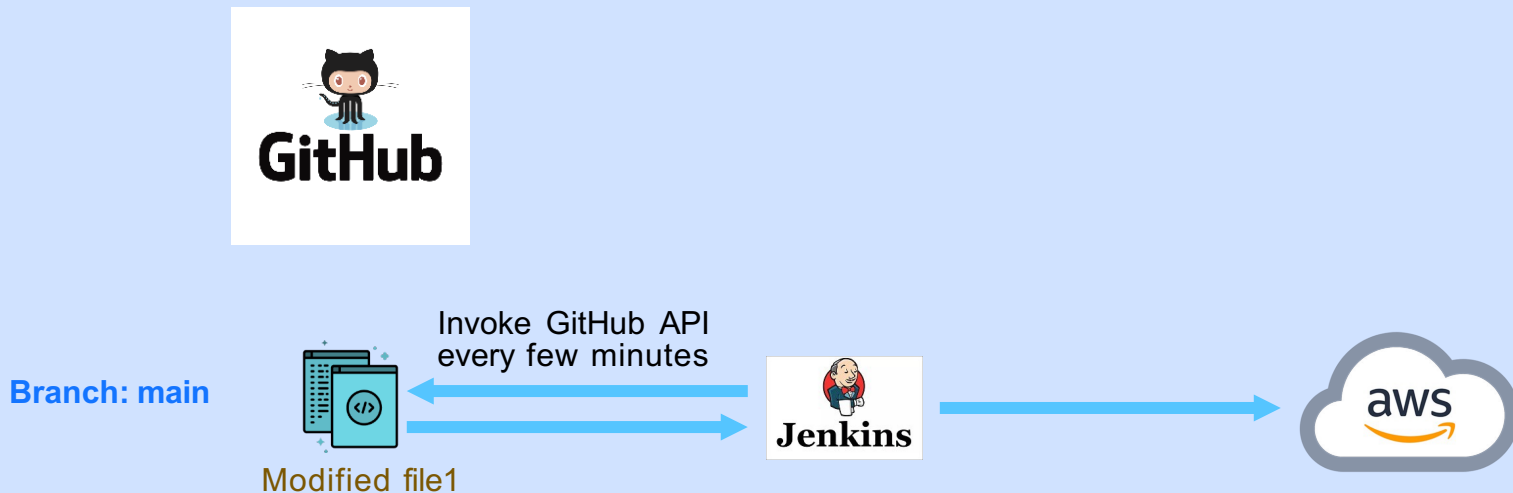 GitHub
Invoke GitHub API
every few minutes
Branch: main
</>
Jenkins
aws
Modified file1